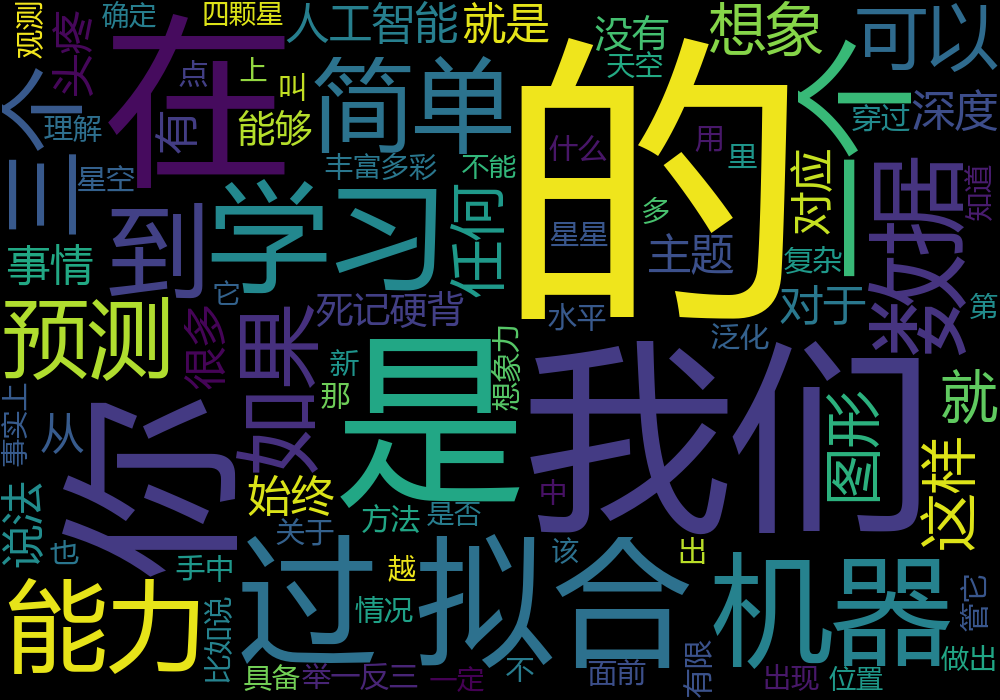 观测
确定
四颗星
人工智能
就是
没有
想象
可以
头疼
在
点
上
叫
简单
天空
的
一个
穿过
深度
三个
理解
有
能够
丰富多彩
不能
什么
用
里
对应
数据
知道
星空
到
学习
任何
星星
多
主题
复杂
事情
它
死记硬背
水平
对于
第
预测
很多
如果
新
那
想象力
泛化
是
我们
就
事实上
从
你
图形
这样
说法
始终
关于
方法
是否
中
也
手中
越
该
出
能力
过拟合
机器
管它
比如说
情况
具备
举一反三
一定
不
面前
有限
出现
位置
做出